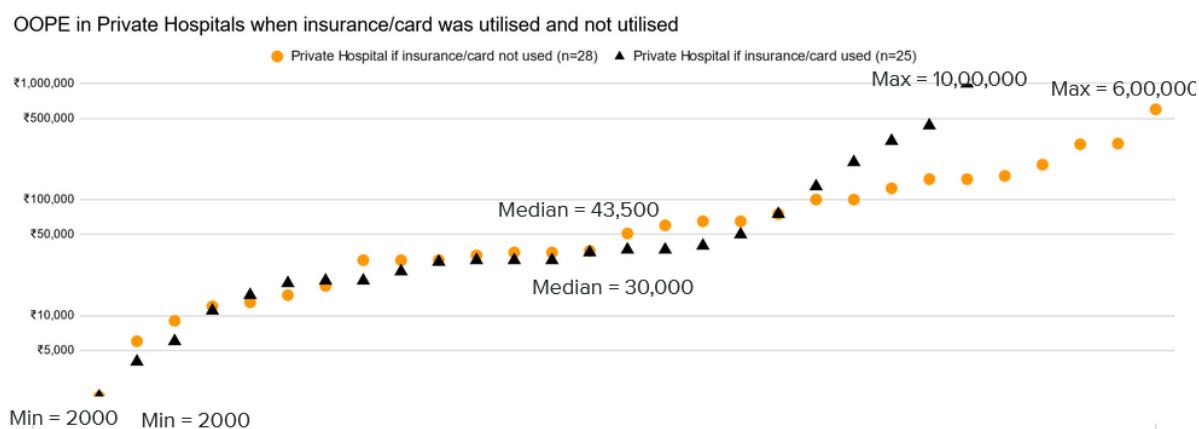 OOPE in Private Hospitals when insurance/card was utilised and not utilised
Private Hospital if insurance/card not used (n=28) Private Hospital if insurance/card used (n=25)
Max = 10,00,000
Max = 6,00,000
₹1,000,000
₹500,000
₹100,000
₹50,000
₹10,000
₹5,000
Median = 43,500
Median = 30,000
Min = 2000
Min = 2000